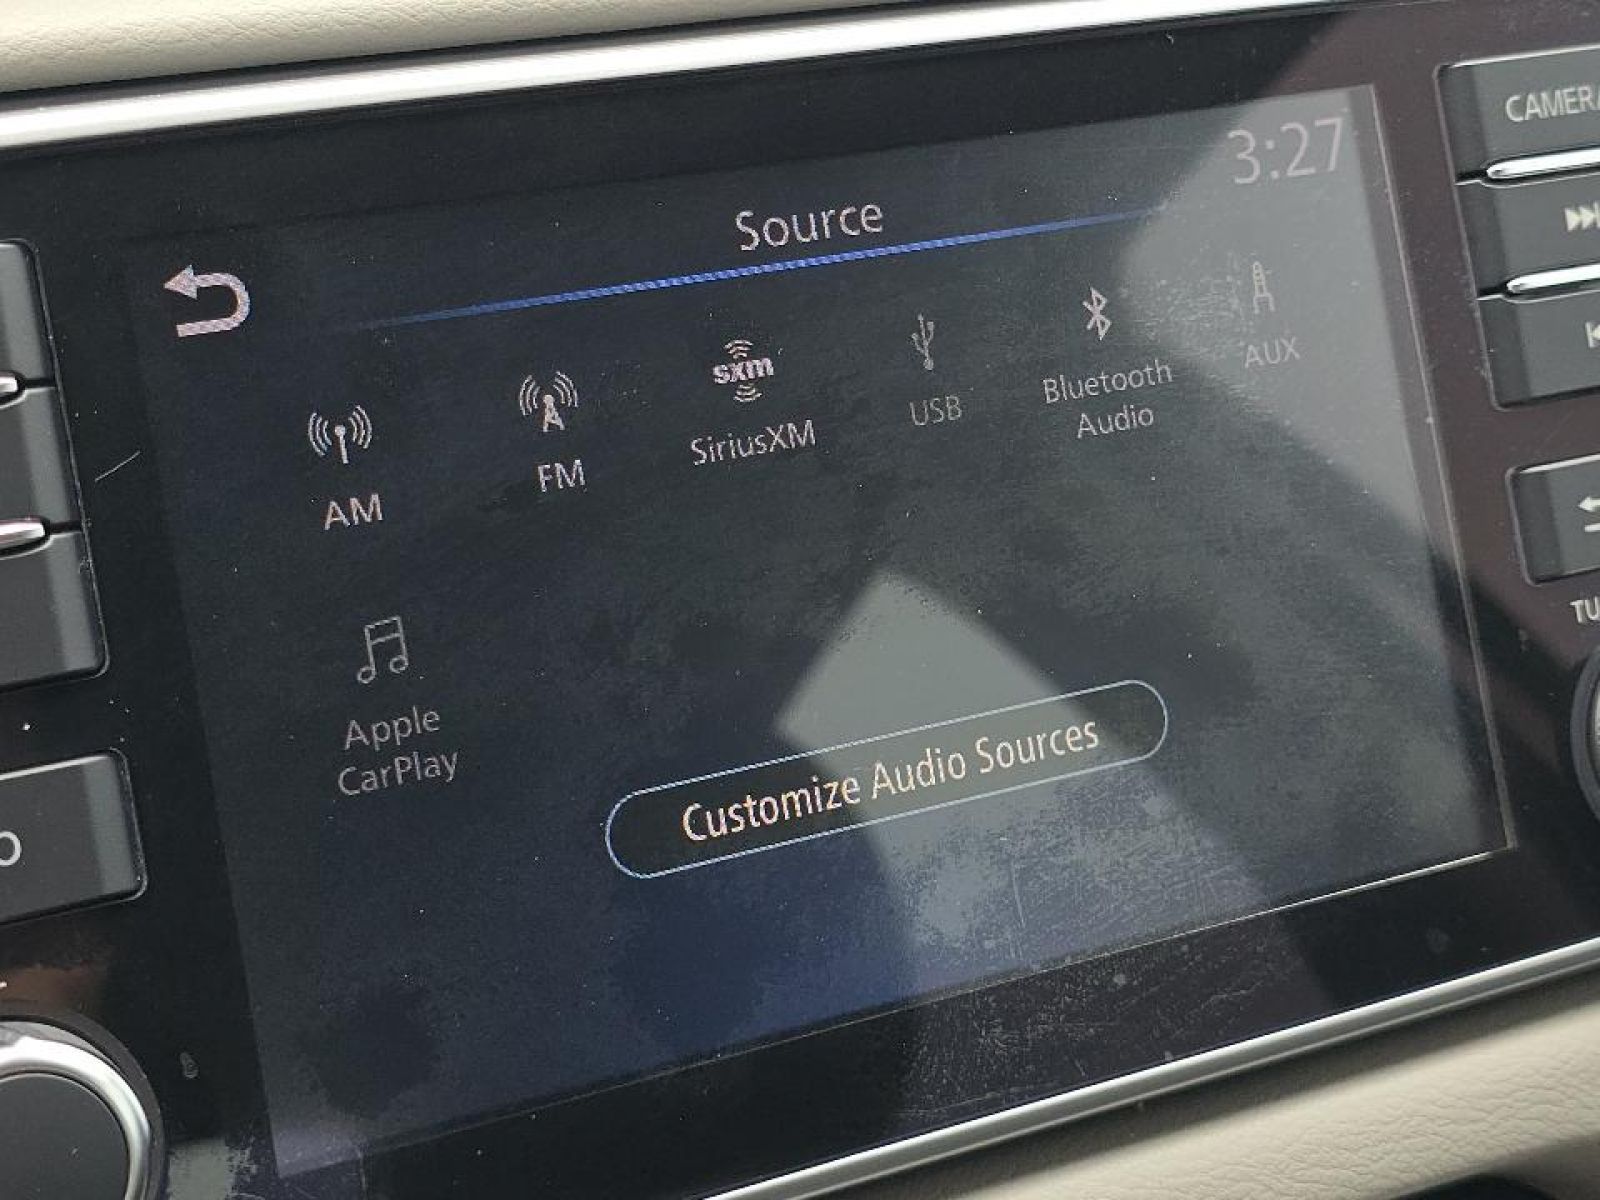 CAMERA
3:27
Source
sxm
AM
FM
SiriusXM
USB
Bluetooth
Audio
AUX
Apple
CarPlay
Customize Audio Sources